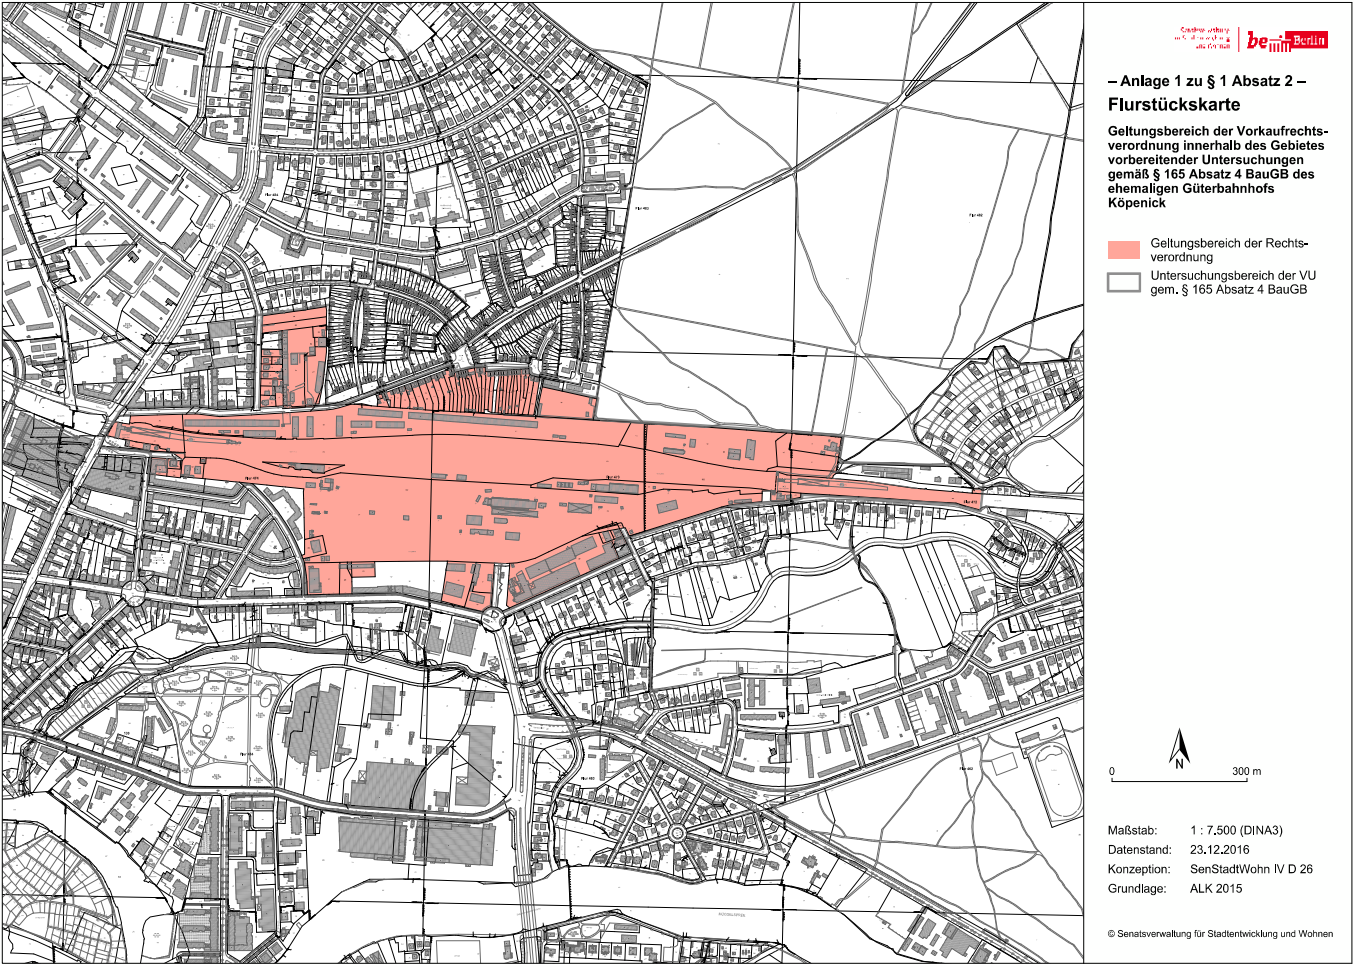 be Berlin
– Anlage 1 zu § 1 Absatz 2 –
Flurstückskarte
Geltungsbereich der Vorkaufrechts-
verordnung innerhalb des Gebietes
vorbereitender Untersuchungen
gemäß § 165 Absatz 4 BauGB des
ehemaligen Güterbahnhofs
Köpenick
Geltungsbereich der Rechts-
verordnung
Untersuchungsbereich der VU
gem. § 165 Absatz 4 BauGB
N
0 300 m
Maßstab: 1 : 7.500 (DINA3)
Datenstand: 23.12.2016
Konzeption: SenStadtWohn IV D 26
Grundlage: ALK 2015
© Senatsverwaltung für Stadtentwicklung und Wohnen